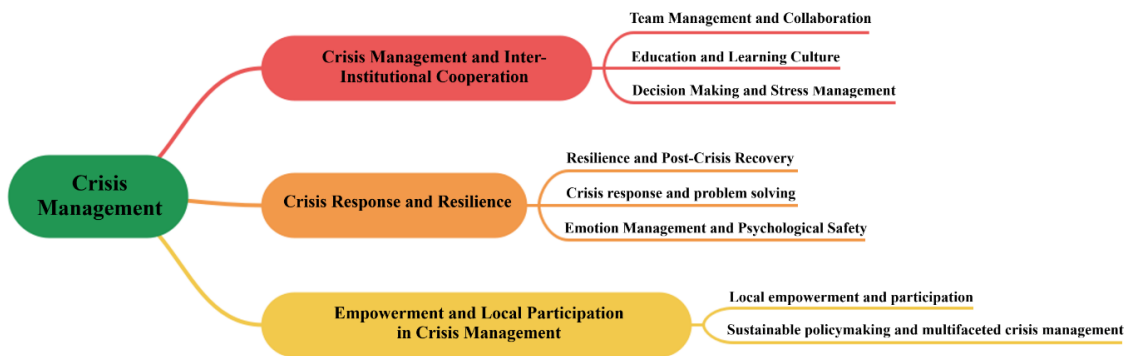 Crisis
Management
Crisis Management and Inter-
Institutional Cooperation
Team Management and Collaboration
Education and Learning Culture
Decision Making and Stress Management
Crisis Response and Resilience
Resilience and Post-Crisis Recovery
Crisis response and problem solving
Emotion Management and Psychological Safety
Empowerment and Local Participation
in Crisis Management
Local empowerment and participation
Sustainable policymaking and multifaceted crisis management